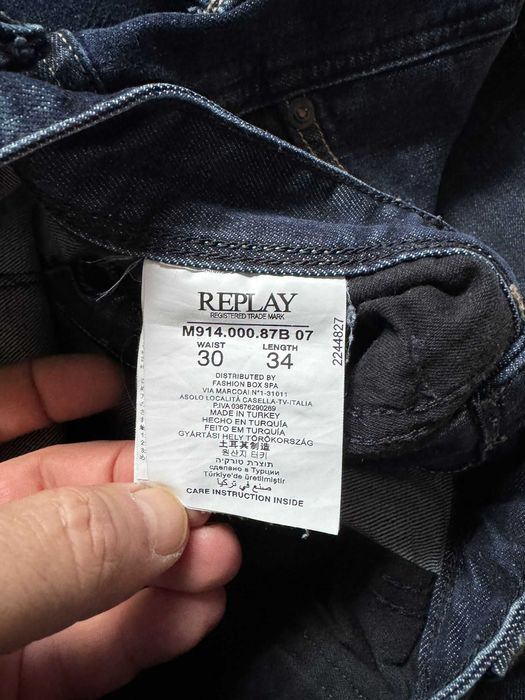 REPLAY
REGISTERED TRADE MARK
M914.000.87B 07
WAIST LENGTH
30 34
2244827
DISTRIBUTED BY
FASHION BOX SPA
VIA MARCOAI N°1-31011
ASOLO LOCALITÀ CASELLA-TV-ITALIA
P.IVA 03676290269
MADE IN TURKEY
HECHO EN TURQUÍA
FEITO EM TURQUÍA
GYÁRTÁSI HELY TÖRÖKORSZÁG
土耳其制造
원산지 터키
תוצרת טורקיה
сделано в Турции
Türkiye'de üretilmiştir
صنع في تركيا
CARE INSTRUCTION INSIDE